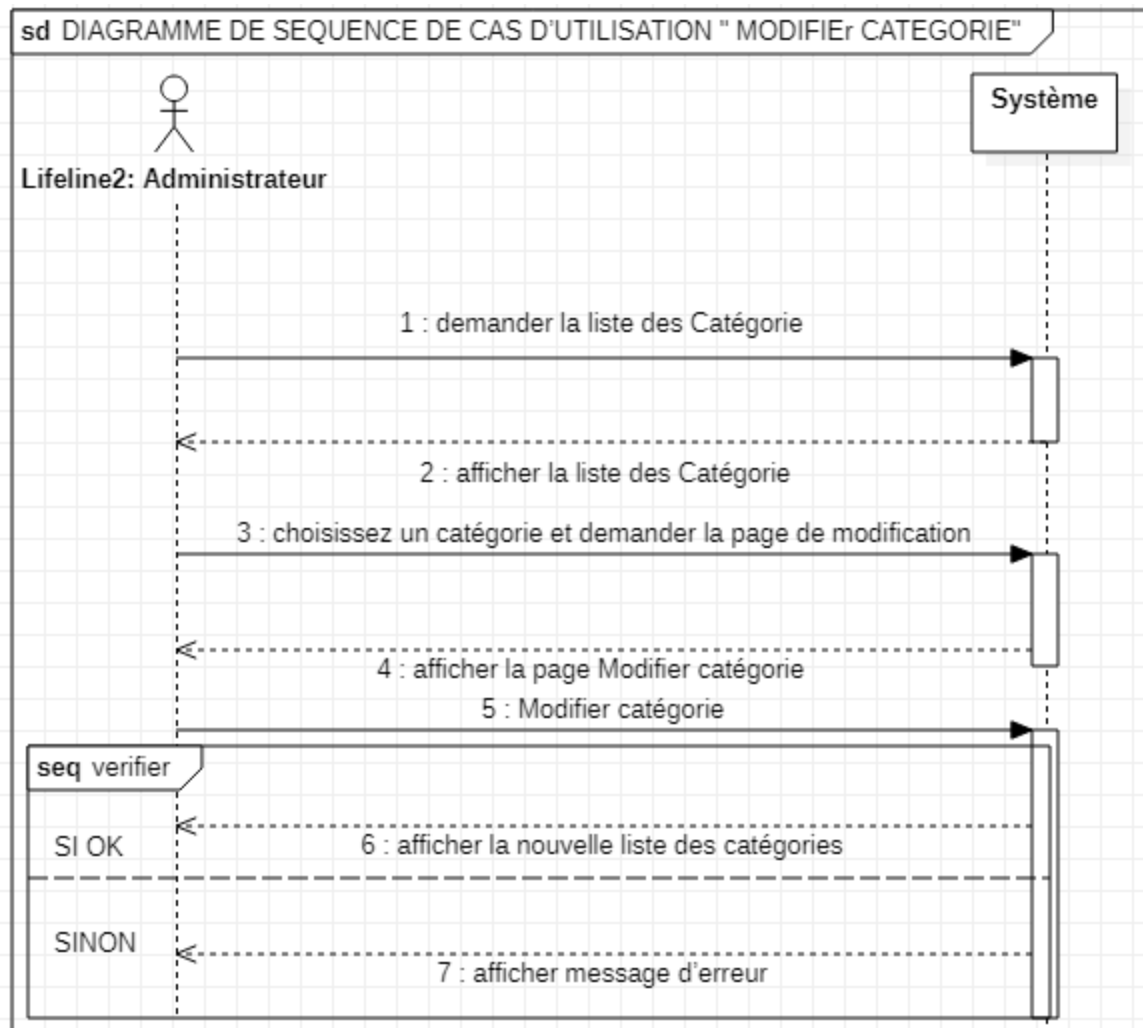 sd DIAGRAMME DE SEQUENCE DE CAS D'UTILISATION " MODIFIEr CATEGORIE"
Système
Lifeline2: Administrateur
1 : demander la liste des Catégorie
2 : afficher la liste des Catégorie
3 : choisissez un catégorie et demander la page de modification
4 : afficher la page Modifier catégorie
5 : Modifier catégorie
seq verifier
SI OK
6 : afficher la nouvelle liste des catégories
SINON
7 : afficher message d'erreur